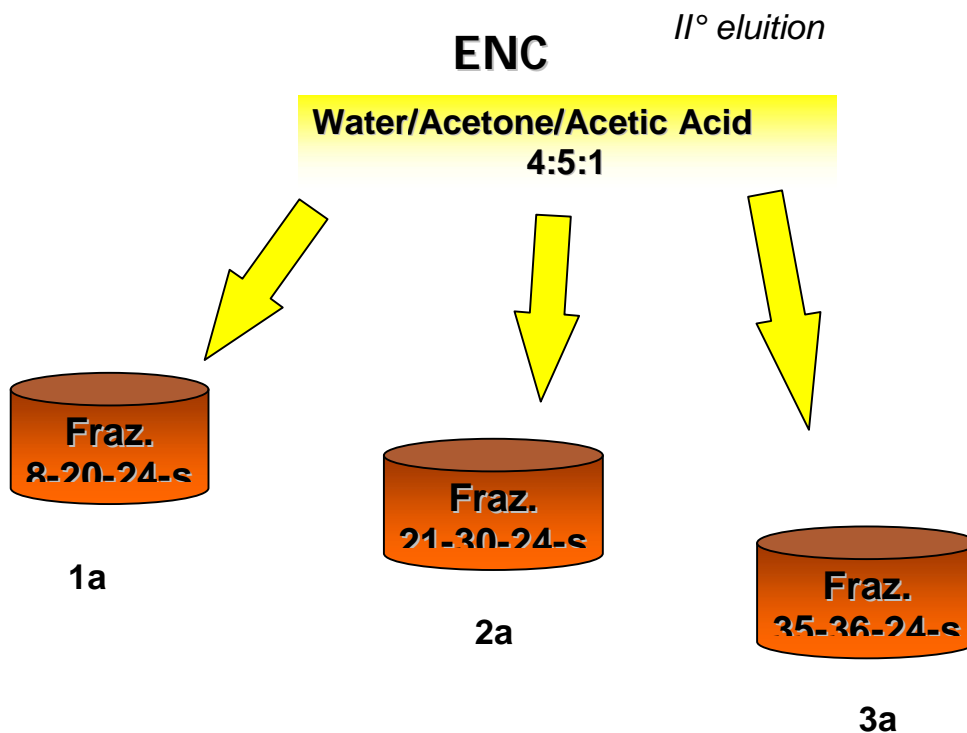 II° eluition
ENC
Water/Acetone/Acetic Acid
4:5:1
Fraz.
8-20-24-s
1a
Fraz.
21-30-24-s
2a
Fraz.
35-36-24-s
3a